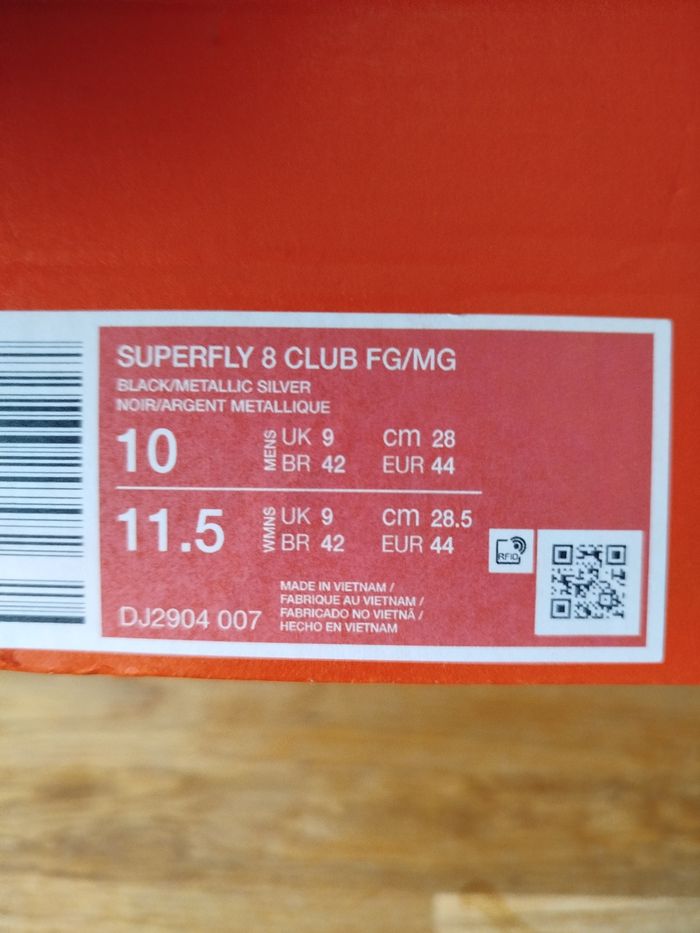 SUPERFLY 8 CLUB FG/MG
BLACK/METALLIC SILVER
NOIR/ARGENT METALLIQUE
10 MENS UK 9 cm 28
BR 42 EUR 44
11.5 WMNS UK 9 cm 28.5
BR 42 EUR 44
RFID
MADE IN VIETNAM /
FABRIQUE AU VIETNAM /
FABRICADO NO VIETNÃ /
HECHO EN VIETNAM
DJ2904 007